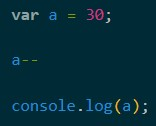 var a = 30;
a--
console.log(a);